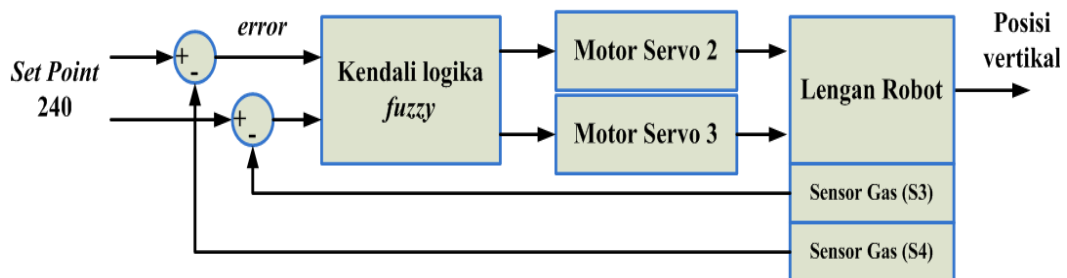 Set Point
240
+
-
error
+
-
Kendali logika
fuzzy
Motor Servo 2
Motor Servo 3
Lengan Robot
Posisi
vertikal
Sensor Gas (S3)
Sensor Gas (S4)